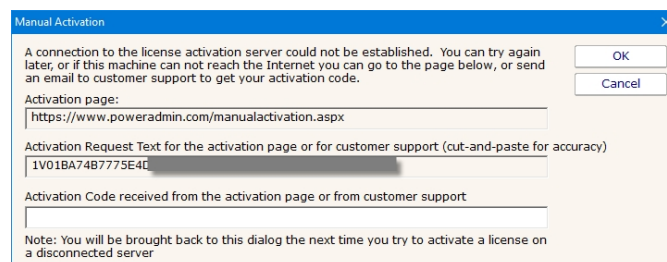 Manual Activation
A connection to the license activation server could not be established. You can try again
later, or if this machine can not reach the Internet you can go to the page below, or send
an email to customer support to get your activation code.
OK
Cancel
Activation page:
https://www.poweradmin.com/manualactivation.aspx
Activation Request Text for the activation page or for customer support (cut-and-paste for accuracy)
1V01BA74B7775E4D
Activation Code received from the activation page or from customer support
Note: You will be brought back to this dialog the next time you try to activate a license on
a disconnected server